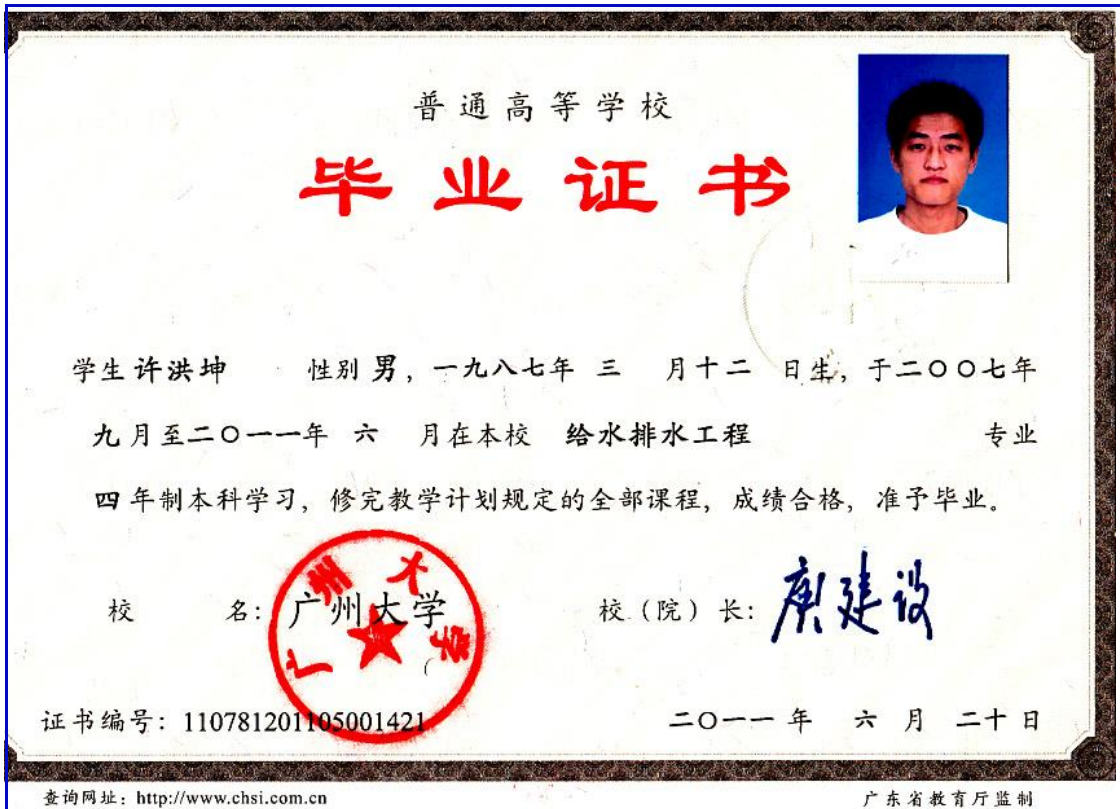 普通高等学校
毕业证书
学生 许洪坤 性别 男，一九八七年 三 月十二 日生，于二〇〇七年
九月至二〇一一年 六 月在本校 给水排水工程 专业
四 年制本科学习，修完教学计划规定的全部课程，成绩合格，准予毕业。
校 名：广州大学 校（院）长：庾建设
广州大学
证书编号：110781201105001421 二〇一一 年 六 月 二十 日
查询网址：http://www.chsi.com.cn 广东省教育厅监制